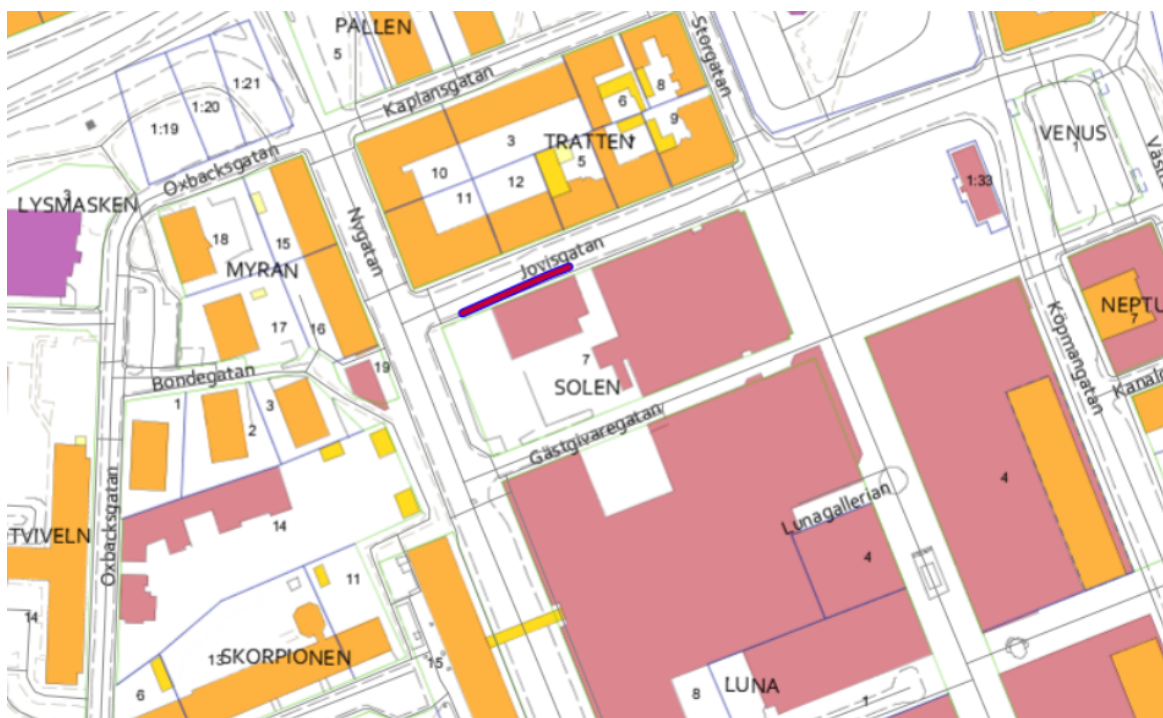 PALLEN
5
Storgatan
1:21
1:20
1:19
Kaplansgatan
8
6
9
3
TRATTEN
5
10
12
11
VENUS
1
LYSMASKEN
3
Oxbacksgatan
1:33
18
15
MYRAN
Nygatan
Jovisgatan
17
16
19
7
SOLEN
NEPTU
7
Köpmangatan
Bondegatan
1
3
2
Gästgivaregatan
4
Lunagallerian
4
TVIVELN
Oxbacksgatan
14
11
14
13
SKORPIONEN
15
6
8
LUNA
1